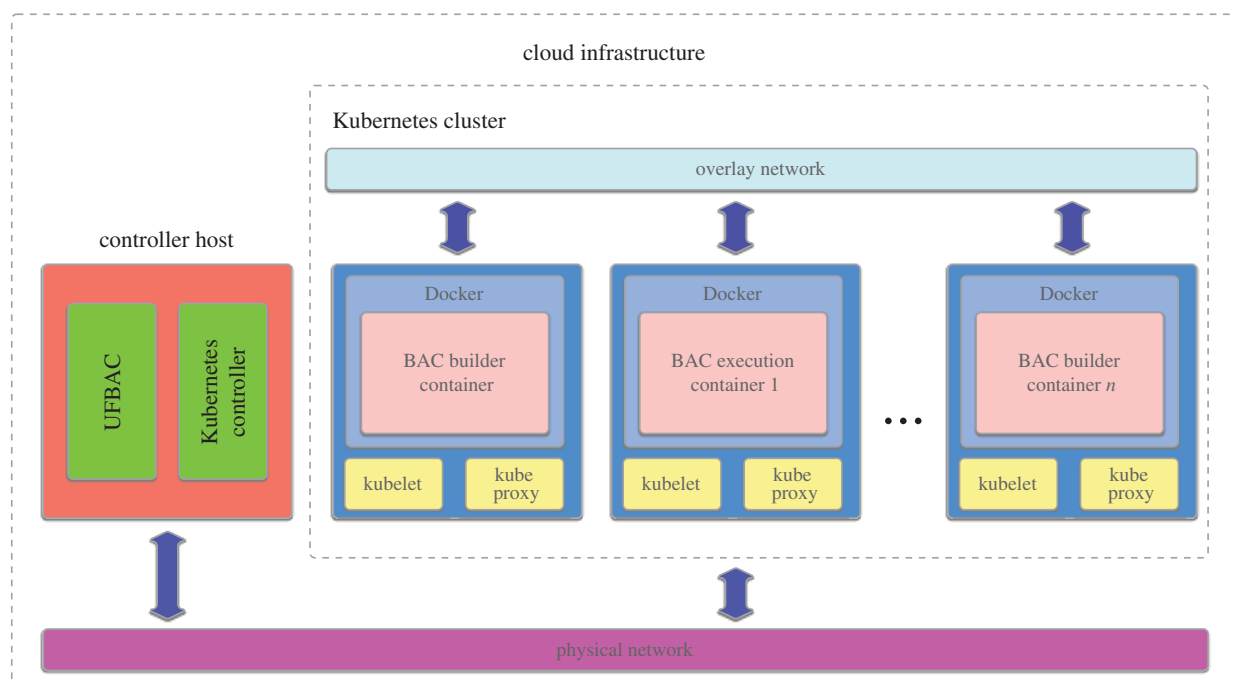 cloud infrastructure
Kubernetes cluster
overlay network
controller host
UFBAC
Kubernetes
controller
Docker
BAC builder
container
kubelet
kube
proxy
Docker
BAC execution
container 1
kubelet
kube
proxy
...
Docker
BAC builder
container n
kubelet
kube
proxy
physical network